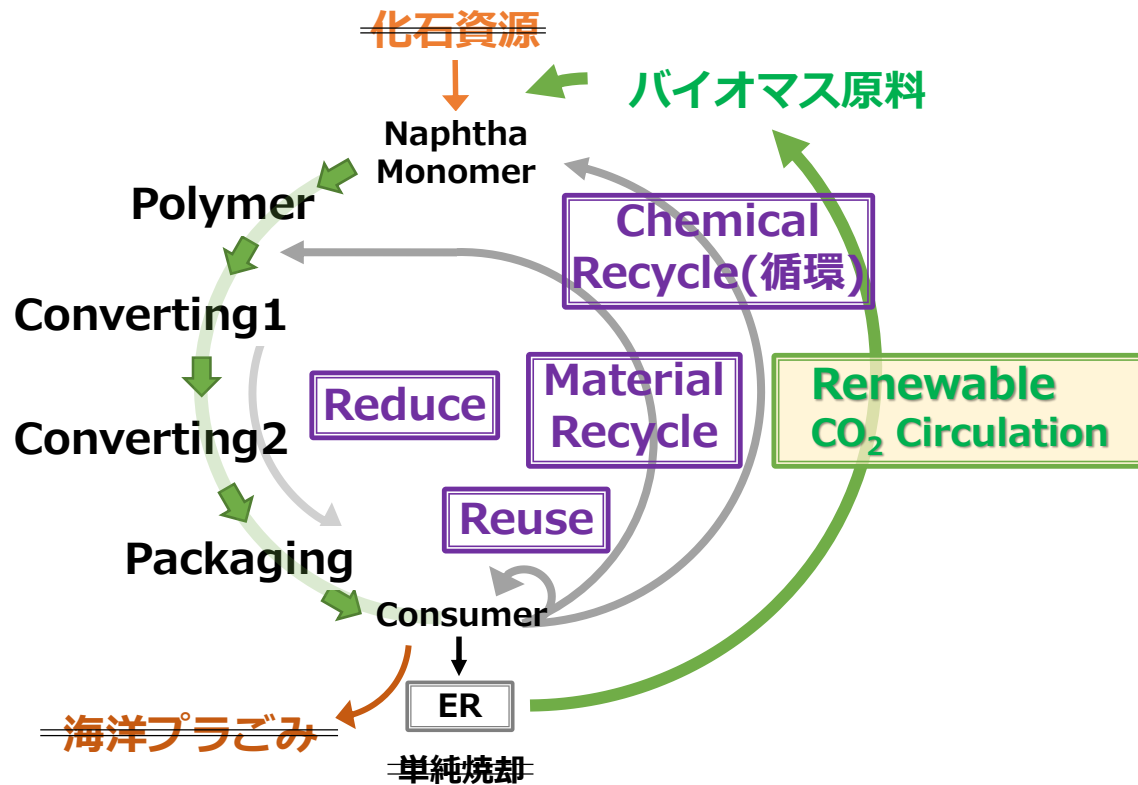 化石資源
バイオマス原料
Naphtha
Monomer
Polymer
Chemical
Recycle(循環)
Converting1
Reduce
Material
Recycle
Renewable
CO₂ Circulation
Converting2
Reuse
Packaging
Consumer
ER
海洋プラごみ
単純焼却